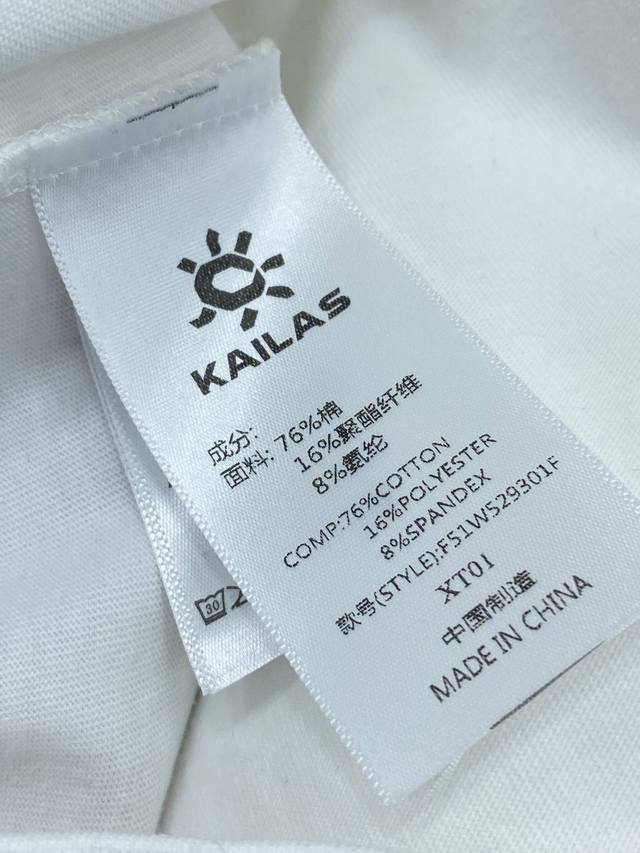 KAILAS
成分:
面料: 76%棉
16%聚酯纤维
8%氨纶
COMP:76%COTTON
16%POLYESTER
8%SPANDEX
款号(STYLE):F51W529301F
XT01
中国制造
MADE IN CHINA
30